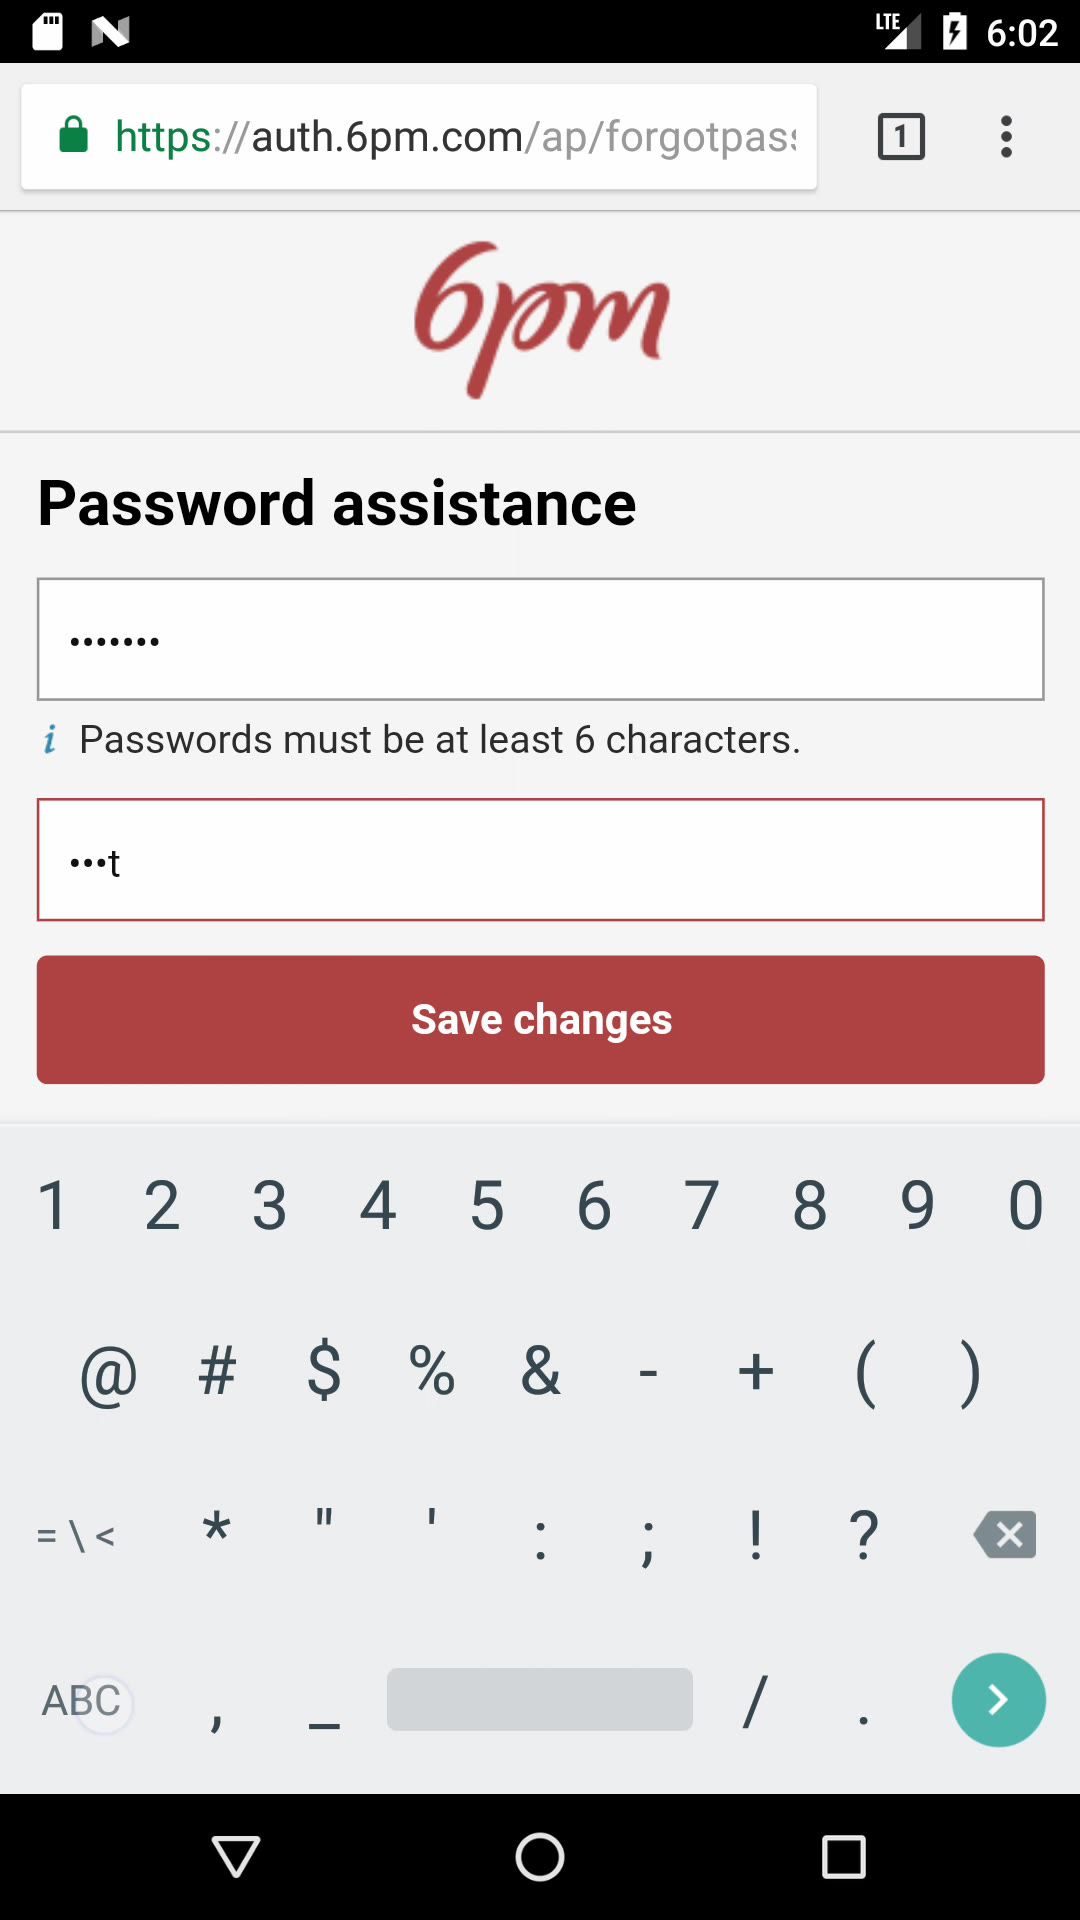 LTE 6:02
https://auth.6pm.com/ap/forgotpas
1
6pm
Password assistance
•••••••
i Passwords must be at least 6 characters.
•••t
Save changes
1 2 3 4 5 6 7 8 9 0
@ # $ % & - + ( )
= \ < * " ' : ; ! ?
ABC , _ / .